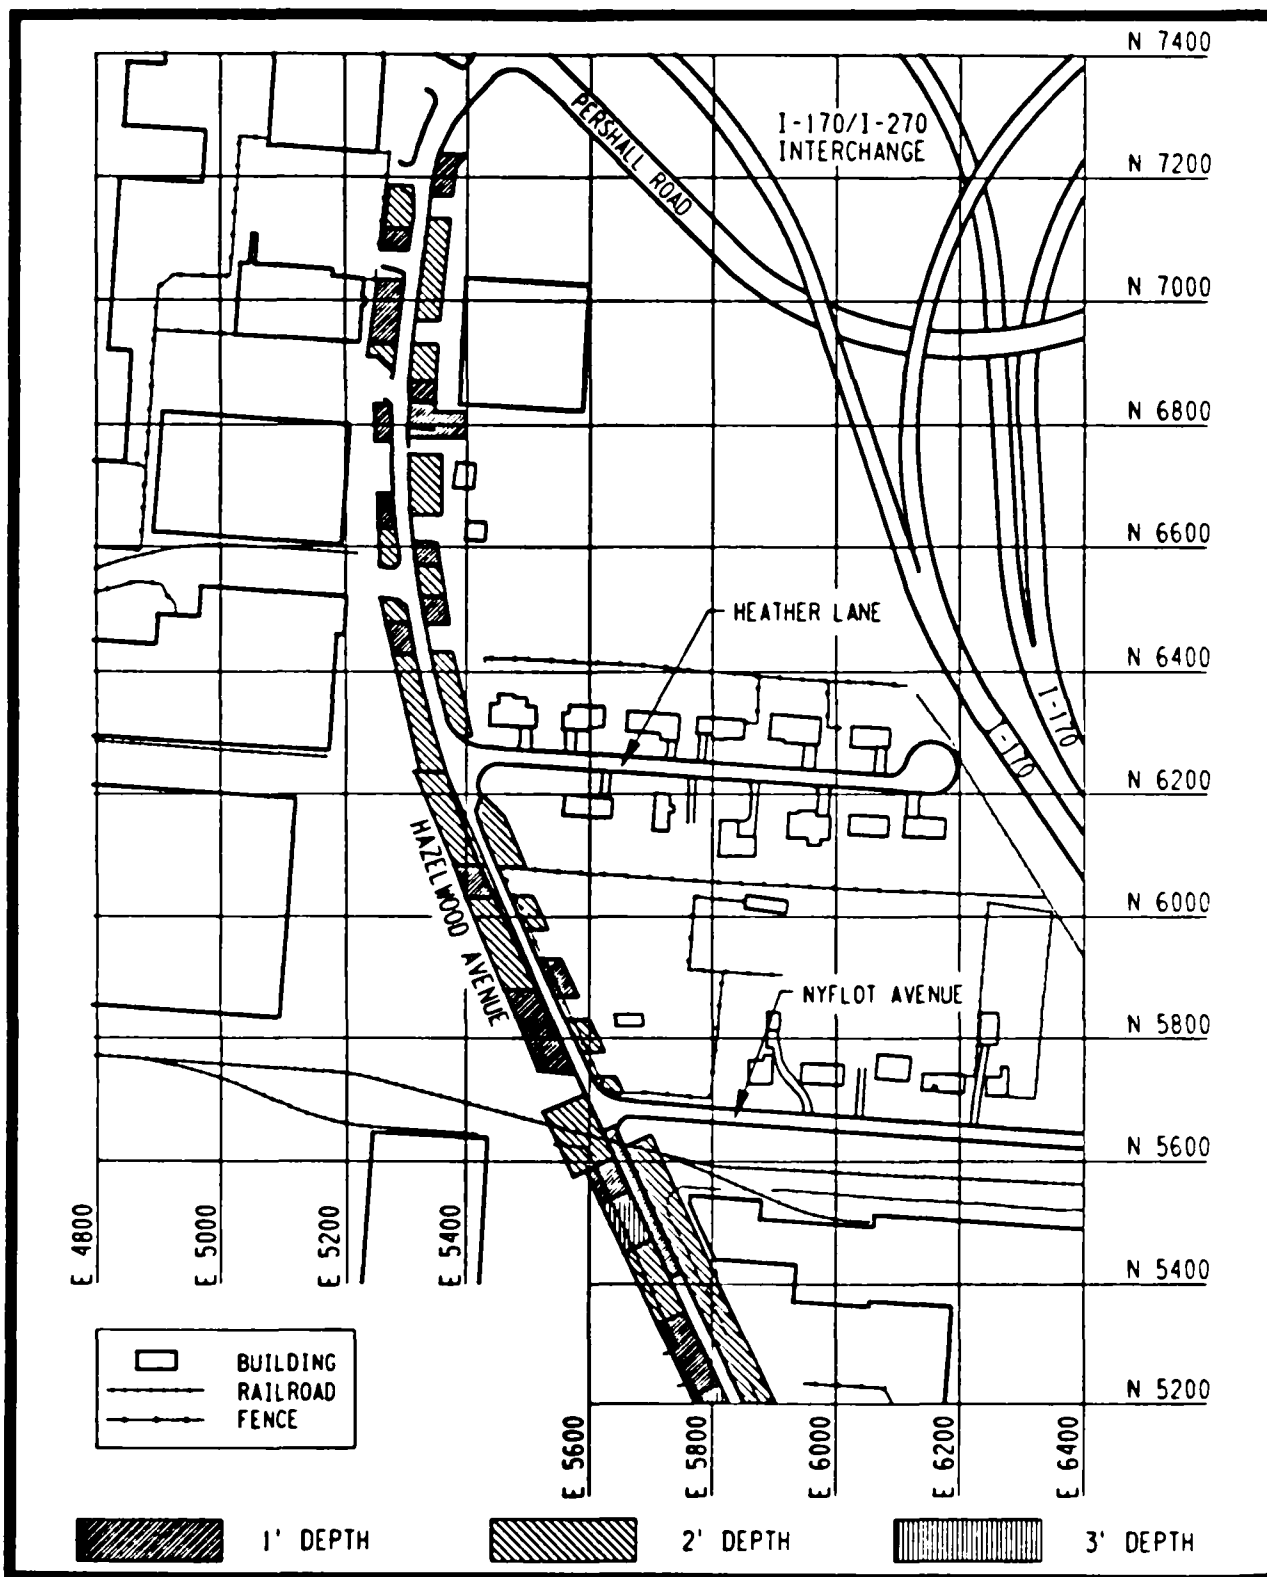 N 7400
PERSHALL ROAD
I-170/I-270
INTERCHANGE
N 7200
N 7000
N 6800
N 6600
HEATHER LANE
N 6400
I-170
I-170
N 6200
HAZELWOOD AVENUE
N 6000
NYFLOT AVENUE
N 5800
N 5600
E 4800
E 5000
E 5200
E 5400
N 5400
BUILDING
RAILROAD
FENCE
N 5200
E 5600
E 5800
E 6000
E 6200
E 6400
1' DEPTH
2' DEPTH
3' DEPTH